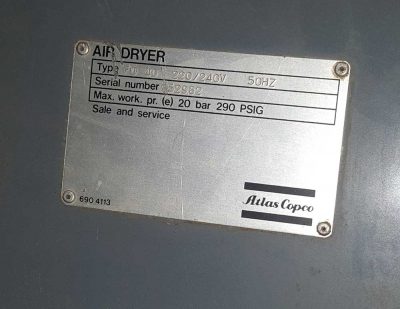 AIR DRYER
Type 220/240V 50HZ
Serial number
Max. work. pr. (e) 20 bar 290 PSIG
Sale and service
Atlas Copco
690 4113